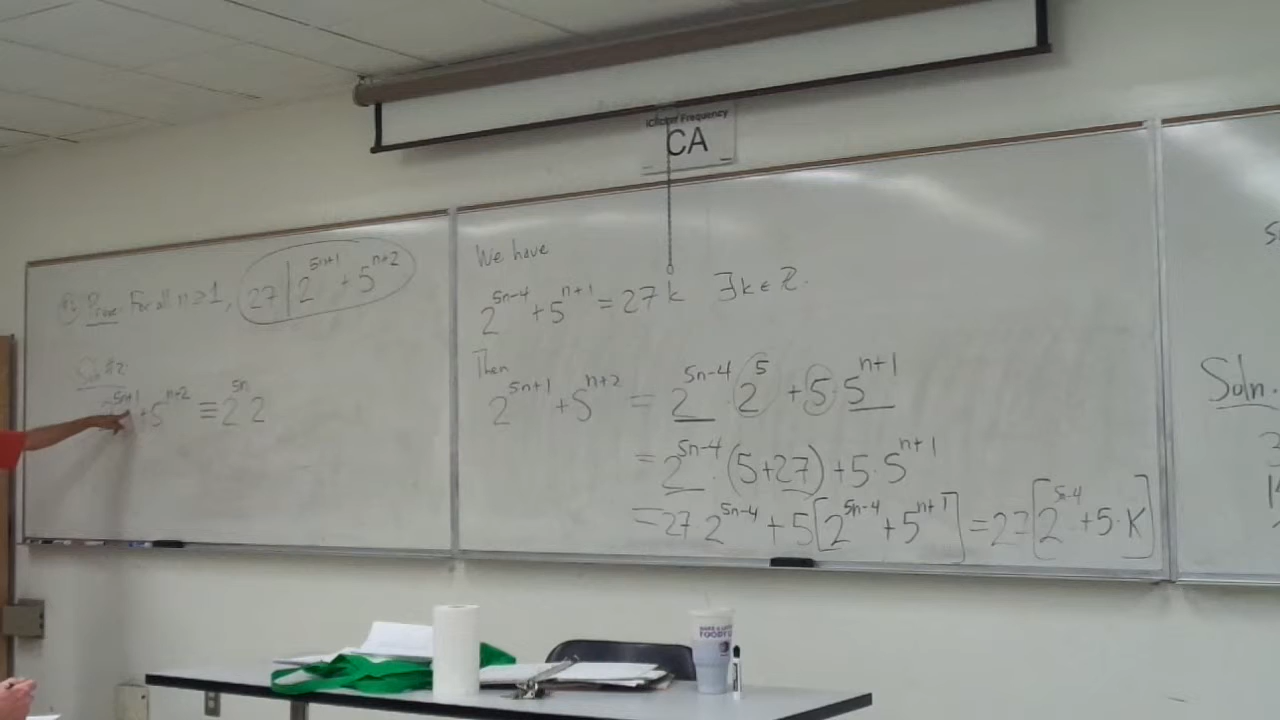 iClicker Frequency
CA
Prove: For all n ≥ 1, 27 | 2^{5n+1} + 5^{n+2}
Soln #2
2^{5n+1} + 5^{n+2} ≡ 2^{5n} 2
We have
2^{5n-4} + 5^{n+1} = 27k ∃k ∈ Z.
Then
2^{5n+1} + 5^{n+2} = 2^{5n-4} · 2^5 + 5 · 5^{n+1}
= 2^{5n-4} · (5+27) + 5 · 5^{n+1}
= 27 · 2^{5n-4} + 5[2^{5n-4} + 5^{n+1}] = 27[2^{5n-4} + 5 · K]
Soln.